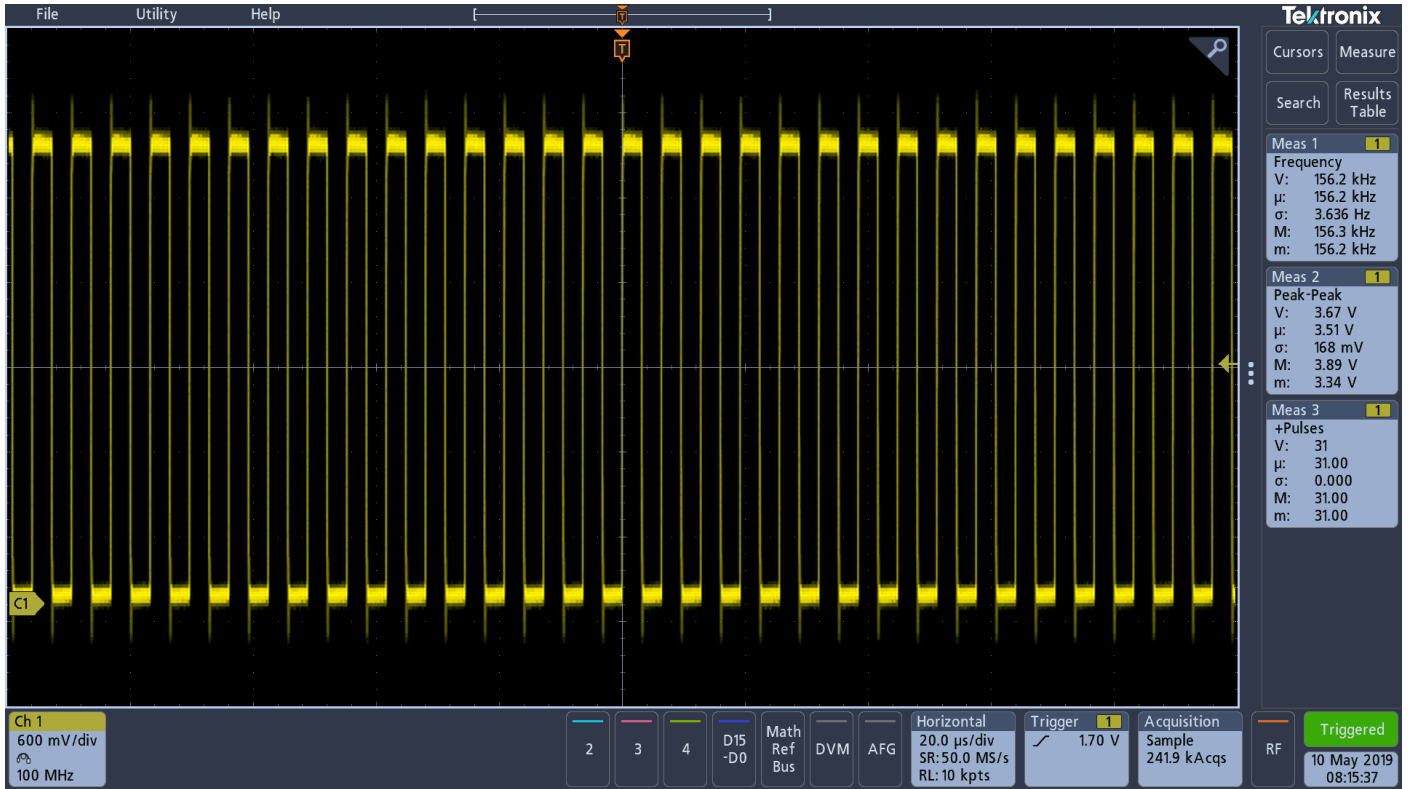 File Utility Help
[ T ]
Tektronix
T
Cursors Measure
Search Results
Table
Meas 1 1
Frequency
V: 156.2 kHz
µ: 156.2 kHz
σ: 3.636 Hz
M: 156.3 kHz
m: 156.2 kHz
Meas 2 1
Peak-Peak
V: 3.67 V
µ: 3.51 V
σ: 168 mV
M: 3.89 V
m: 3.34 V
Meas 3 1
+Pulses
V: 31
µ: 31.00
σ: 0.000
M: 31.00
m: 31.00
C1
Ch 1
600 mV/div
100 MHz
2
3
4
D15
-D0
Math
Ref
Bus
DVM
AFG
Horizontal
20.0 µs/div
SR: 50.0 MS/s
RL: 10 kpts
Trigger 1
1.70 V
Acquisition
Sample
241.9 kAcqs
RF
Triggered
10 May 2019
08:15:37